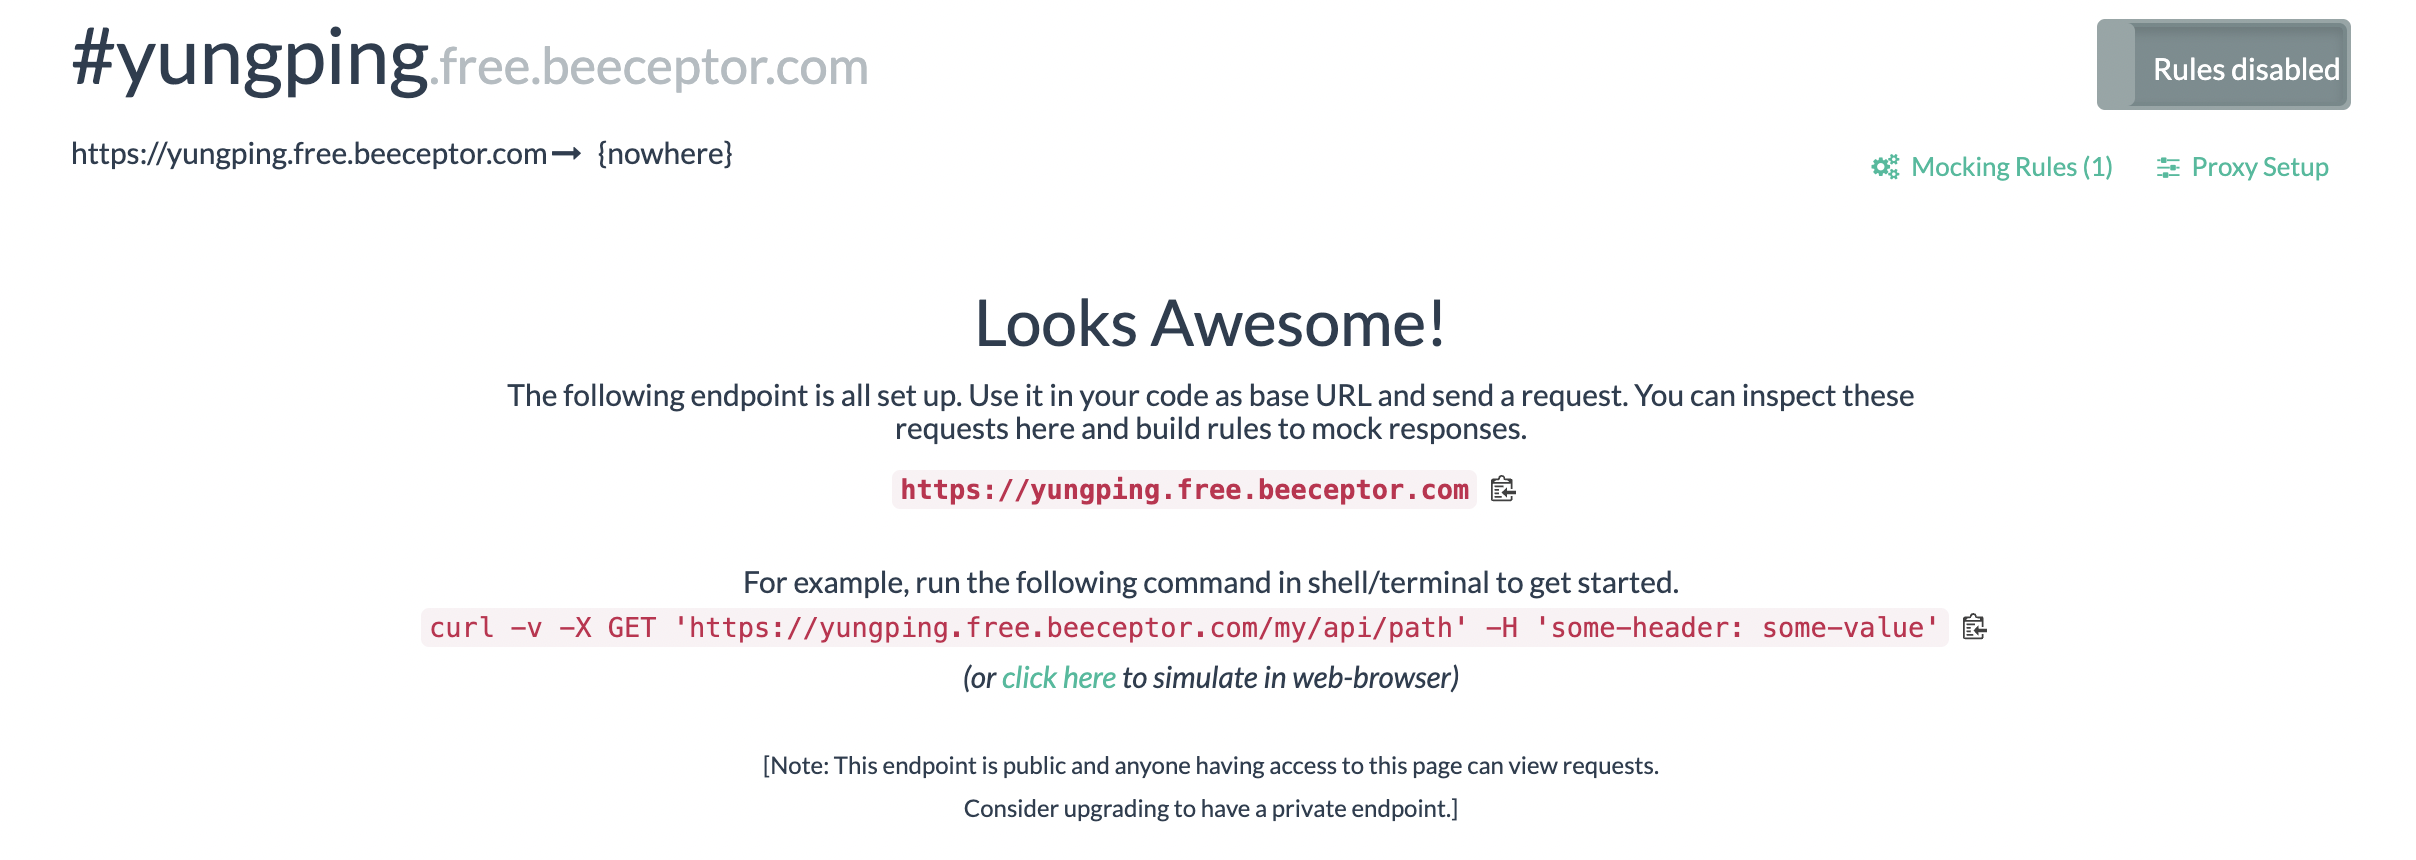 #yungping.free.beeceptor.com
Rules disabled
https://yungping.free.beeceptor.com → {nowhere}
Mocking Rules (1) Proxy Setup
Looks Awesome!
The following endpoint is all set up. Use it in your code as base URL and send a request. You can inspect these
requests here and build rules to mock responses.
https://yungping.free.beeceptor.com
For example, run the following command in shell/terminal to get started.
curl -v -X GET 'https://yungping.free.beeceptor.com/my/api/path' -H 'some-header: some-value'
(or click here to simulate in web-browser)
[Note: This endpoint is public and anyone having access to this page can view requests.
Consider upgrading to have a private endpoint.]